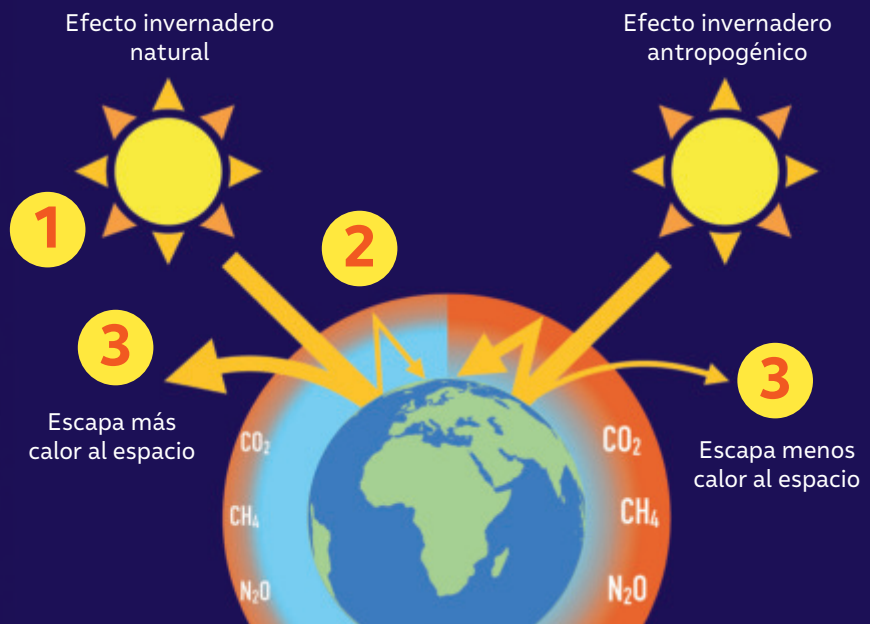 Efecto invernadero
natural
Efecto invernadero
antropogénico
1
2
3
Escapa más
calor al espacio
3
Escapa menos
calor al espacio
CO₂
CH₄
N₂O
CO₂
CH₄
N₂O